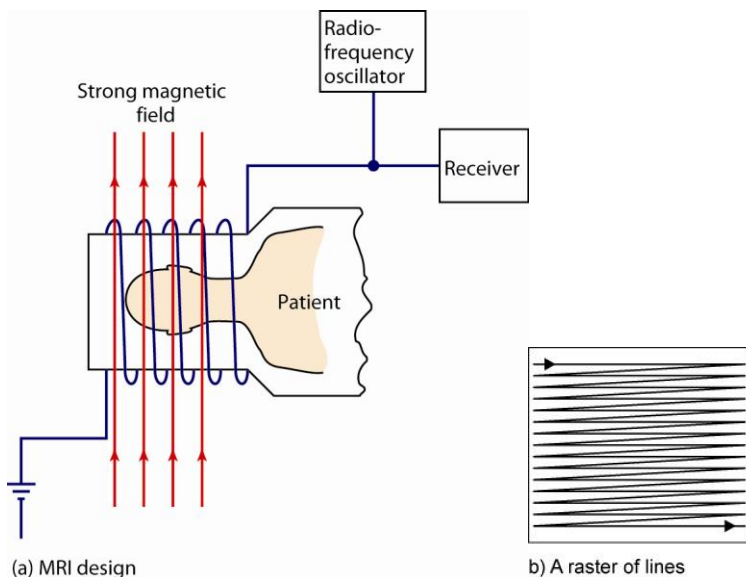 Radio-
frequency
oscillator
Strong magnetic
field
Receiver
Patient
(a) MRI design
b) A raster of lines